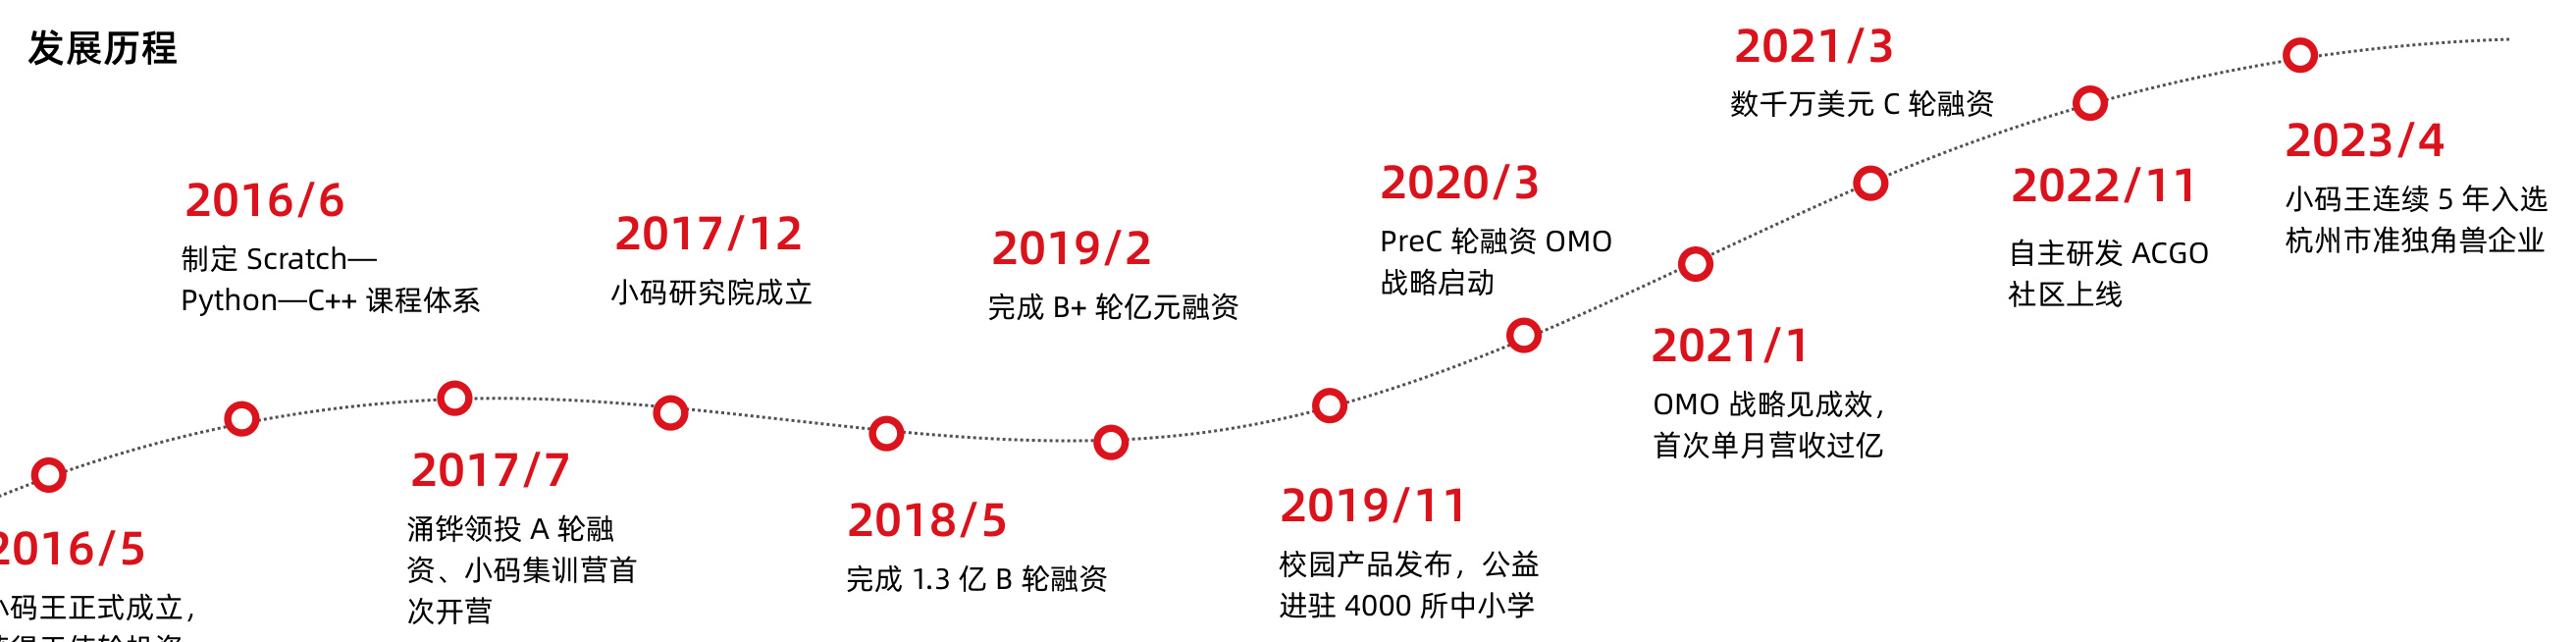 发展历程
2016/5
小码王正式成立，
2016/6
制定 Scratch—
Python—C++ 课程体系
2017/7
涌铧领投 A 轮融
资、小码集训营首
次开营
2017/12
小码研究院成立
2018/5
完成 1.3 亿 B 轮融资
2019/2
完成 B+ 轮亿元融资
2019/11
校园产品发布，公益
进驻 4000 所中小学
2020/3
PreC 轮融资 OMO
战略启动
2021/1
OMO 战略见成效，
首次单月营收过亿
2021/3
数千万美元 C 轮融资
2022/11
自主研发 ACGO
社区上线
2023/4
小码王连续 5 年入选
杭州市准独角兽企业